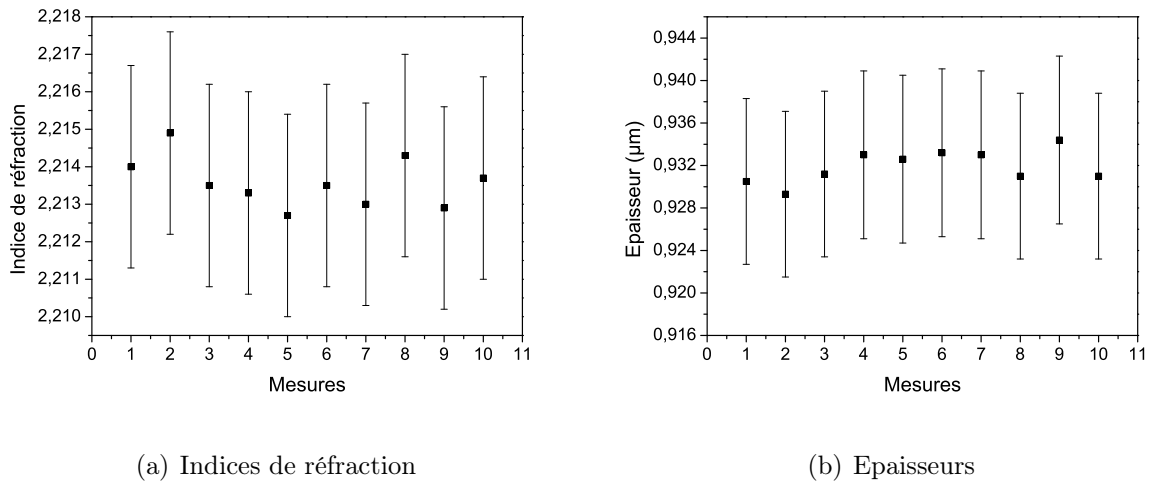 2,218
2,217
2,216
2,215
2,214
2,213
2,212
2,211
2,210
Indice de réfraction
0 1 2 3 4 5 6 7 8 9 10 11
Mesures
(a) Indices de réfraction
0,944
0,940
0,936
0,932
0,928
0,924
0,920
0,916
Epaisseur (µm)
0 1 2 3 4 5 6 7 8 9 10 11
Mesures
(b) Epaisseurs